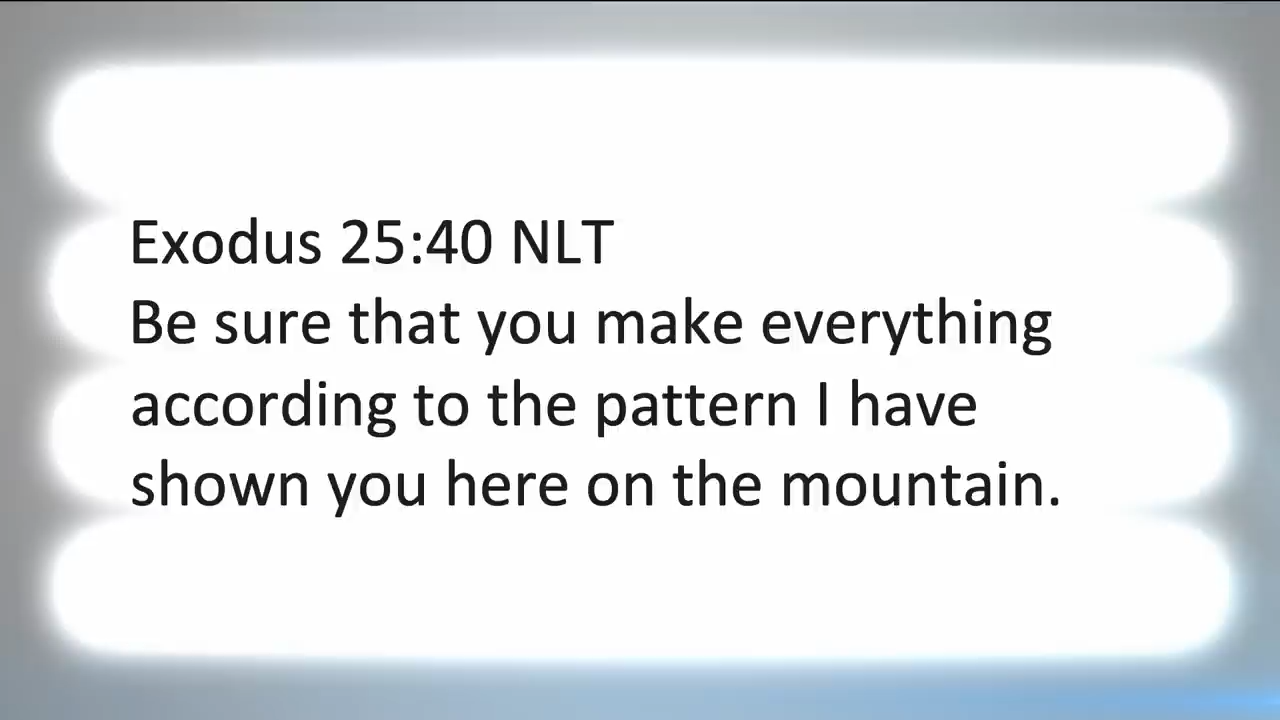 Exodus 25:40 NLT
Be sure that you make everything
according to the pattern I have
shown you here on the mountain.